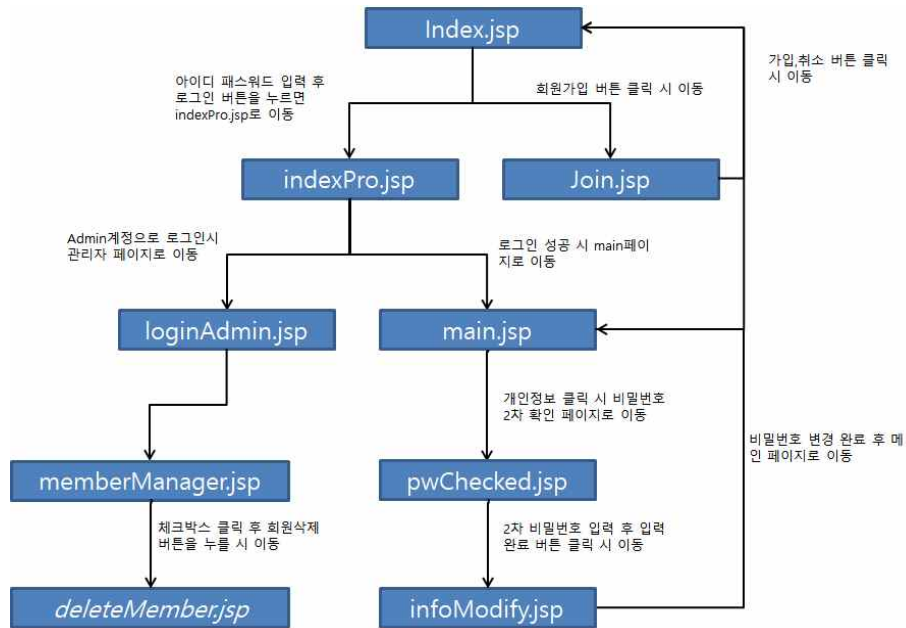 Index.jsp
가입,취소 버튼 클릭
시 이동
아이디 패스워드 입력 후
로그인 버튼을 누르면
indexPro.jsp로 이동
회원가입 버튼 클릭 시 이동
indexPro.jsp
Join.jsp
Admin계정으로 로그인시
관리자 페이지로 이동
로그인 성공 시 main페이
지로 이동
loginAdmin.jsp
main.jsp
개인정보 클릭 시 비밀번호
2차 확인 페이지로 이동
비밀번호 변경 완료 후 메
인 페이지로 이동
memberManager.jsp
pwChecked.jsp
체크박스 클릭 후 회원삭제
버튼을 누를 시 이동
2차 비밀번호 입력 후 입력
완료 버튼 클릭 시 이동
deleteMember.jsp
infoModify.jsp